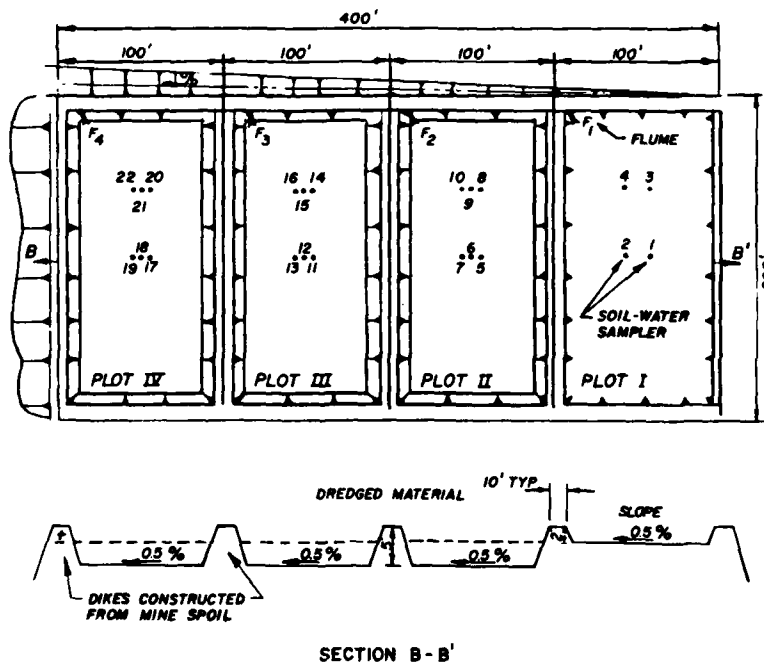 400'
100' 100' 100' 100'
F4 F3 F2 F1 FLUME
22 20 16 14 10 8 4 3
21 15 9
18 12 6 2 1
19 17 13 11 7 5
B B'
SOIL-WATER
SAMPLER
PLOT IV PLOT III PLOT II PLOT I
DREDGED MATERIAL
10' TYP
SLOPE
0.5% 0.5% 0.5% 0.5%
5'
DIKES CONSTRUCTED
FROM MINE SPOIL
SECTION B-B'